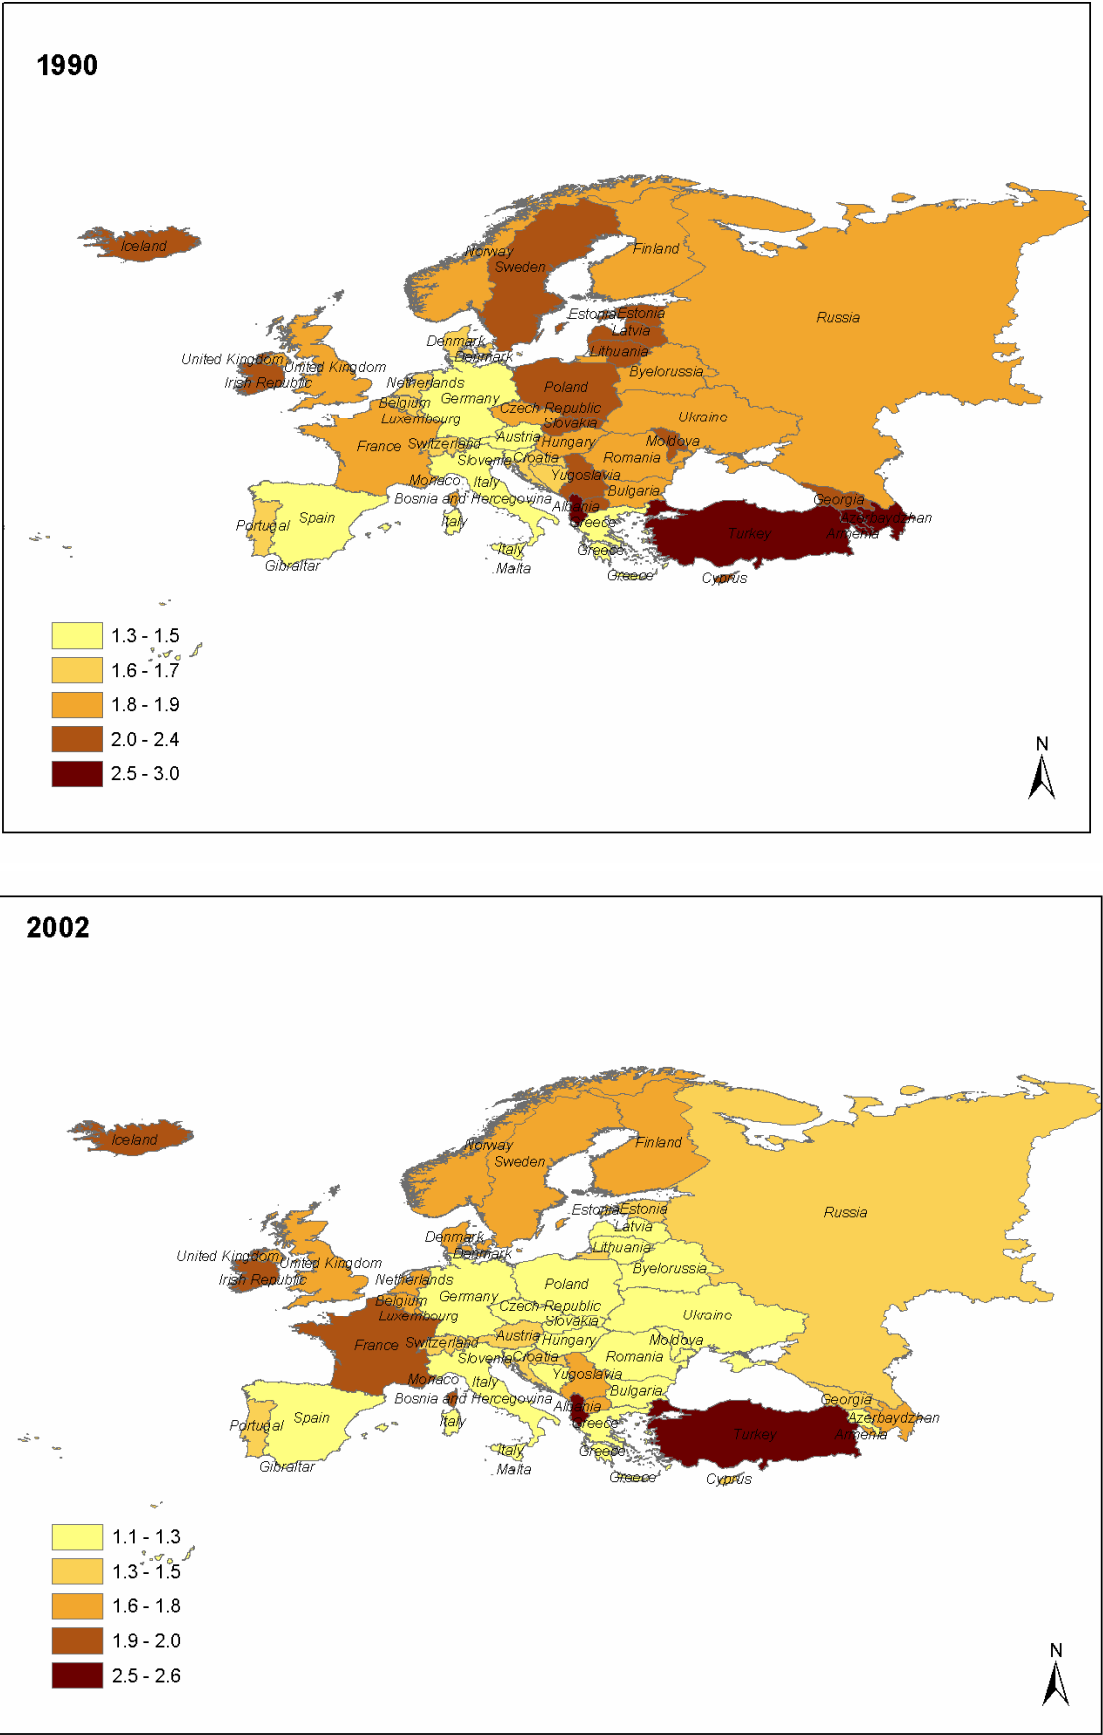 1990
Iceland
Norway
Finland
Sweden
Russia
Estonia Estonia
Latvia
Denmark
Lithuania
Denmark
United Kingdom
United Kingdom
Byelorussia
Irish Republic
Netherlands
Poland
Germany
Belgium
Czech Republic
Luxembourg
Ukraine
Slovakia
Austria
France
Switzerland
Hungary
Moldova
Slovenia
Croatia
Romania
Yugoslavia
Monaco
Italy
Bulgaria
Bosnia and Hercegovina
Georgia
Albania
Portugal
Spain
Italy
Greece
Azerbaydzhan
Turkey
Armenia
Italy
Greece
Gibraltar
Malta
Greece
Cyprus
1.3 - 1.5
1.6 - 1.7
1.8 - 1.9
2.0 - 2.4
2.5 - 3.0
N
2002
Iceland
Norway
Finland
Sweden
Russia
Estonia Estonia
Latvia
Denmark
Lithuania
Denmark
United Kingdom
United Kingdom
Byelorussia
Irish Republic
Netherlands
Poland
Germany
Belgium
Czech Republic
Luxembourg
Ukraine
Slovakia
Austria
France
Switzerland
Hungary
Moldova
Slovenia
Croatia
Romania
Yugoslavia
Monaco
Italy
Bulgaria
Bosnia and Hercegovina
Georgia
Albania
Portugal
Spain
Italy
Greece
Azerbaydzhan
Turkey
Armenia
Italy
Greece
Gibraltar
Malta
Greece
Cyprus
1.1 - 1.3
1.3 - 1.5
1.6 - 1.8
1.9 - 2.0
2.5 - 2.6
N